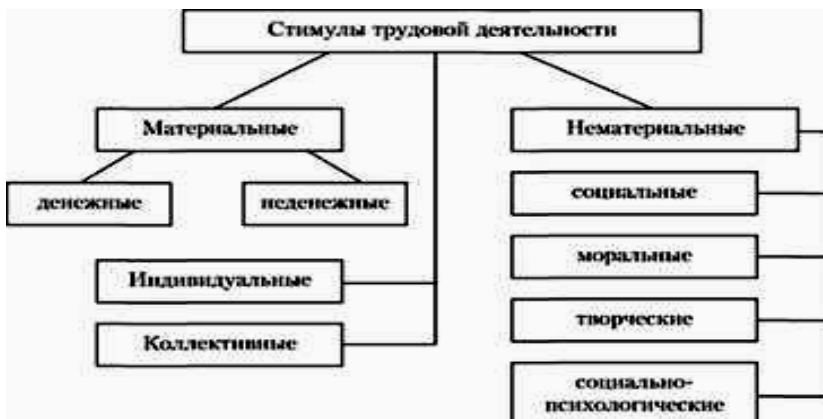 Стимулы трудовой деятельности
Материальные
Нематериальные
денежные
неденежные
социальные
моральные
Индивидуальные
творческие
Коллективные
социально-
психологические